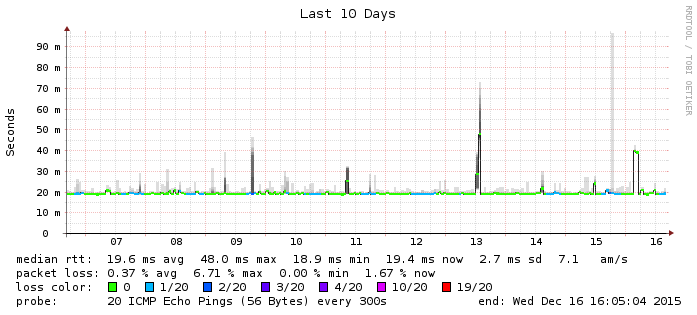 Last 10 Days
RRDTOOL / TOBI OETIKER
Seconds
90 m
80 m
70 m
60 m
50 m
40 m
30 m
20 m
10 m
0
07 08 09 10 11 12 13 14 15 16
median rtt: 19.6 ms avg 48.0 ms max 18.9 ms min 19.4 ms now 2.7 ms sd 7.1 am/s
packet loss: 0.37 % avg 6.71 % max 0.00 % min 1.67 % now
loss color: 0 1/20 2/20 3/20 4/20 10/20 19/20
probe: 20 ICMP Echo Pings (56 Bytes) every 300s end: Wed Dec 16 16:05:04 2015